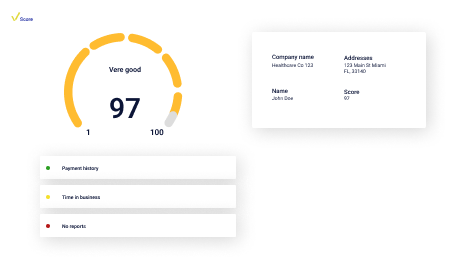 Score
Vere good
97
1
100
Payment history
Time in business
No reports
Company name
Healthcare Co 123
Addresses
123 Main St Miami
FL, 33140
Name
John Doe
Score
97